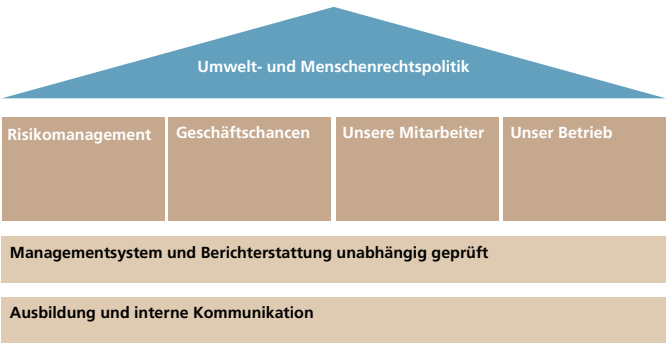 Umwelt- und Menschenrechtspolitik
Risikomanagement
Geschäftschancen
Unsere Mitarbeiter
Unser Betrieb
Managementsystem und Berichterstattung unabhängig geprüft
Ausbildung und interne Kommunikation